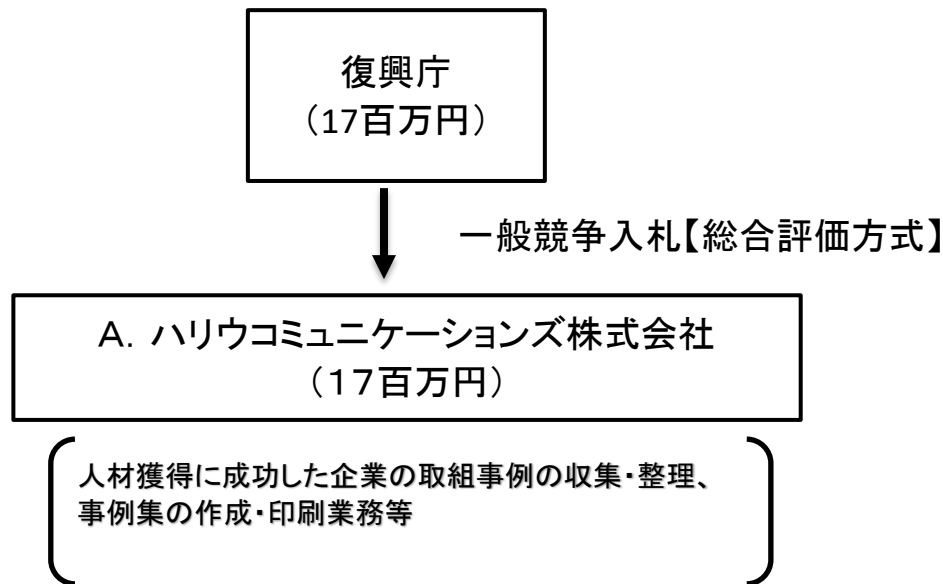 復興庁
（17百万円）
一般競争入札【総合評価方式】
A．ハリウコミュニケーションズ株式会社
（１７百万円）
人材獲得に成功した企業の取組事例の収集・整理、
事例集の作成・印刷業務等